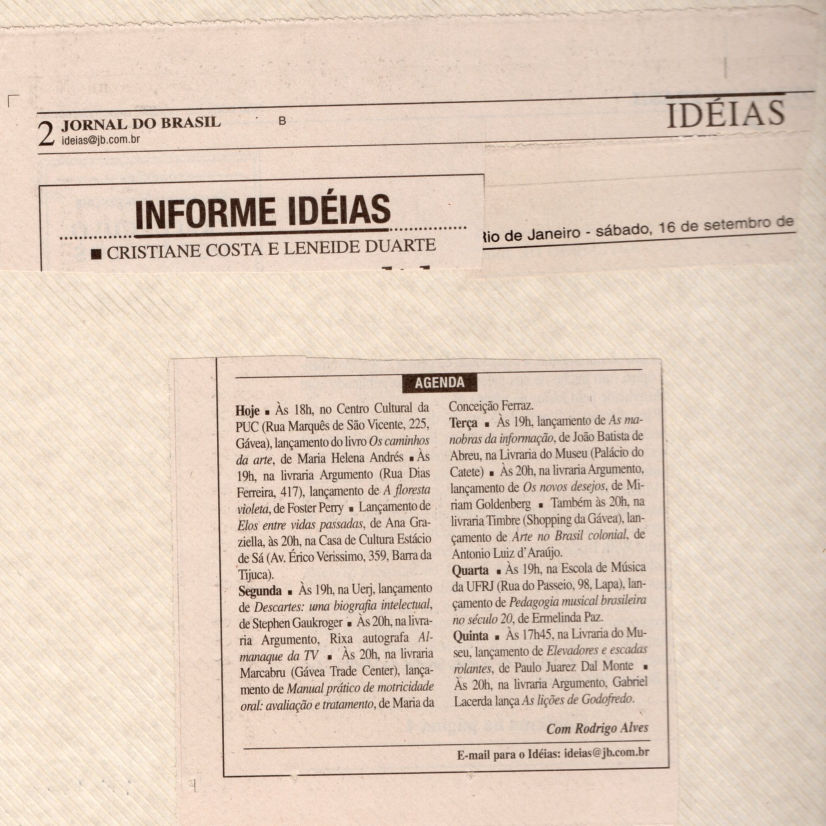 2 JORNAL DO BRASIL B IDÉIAS
ideias@jb.com.br
INFORME IDÉIAS
■ CRISTIANE COSTA E LENEIDE DUARTE
Rio de Janeiro - sábado, 16 de setembro de
AGENDA
Hoje ▪ Às 18h, no Centro Cultural da
PUC (Rua Marquês de São Vicente, 225,
Gávea), lançamento do livro Os caminhos
da arte, de Maria Helena Andrés ▪ Às
19h, na livraria Argumento (Rua Dias
Ferreira, 417), lançamento de A floresta
violeta, de Foster Perry ▪ Lançamento de
Elos entre vidas passadas, de Ana Gra-
ziella, às 20h, na Casa de Cultura Estácio
de Sá (Av. Érico Verissimo, 359, Barra da
Tijuca).
Segunda ▪ Às 19h, na Uerj, lançamento
de Descartes: uma biografia intelectual,
de Stephen Gaukroger ▪ Às 20h, na livra-
ria Argumento, Rixa autografa Al-
manaque da TV ▪ Às 20h, na livraria
Marcabru (Gávea Trade Center), lança-
mento de Manual prático de motricidade
oral: avaliação e tratamento, de Maria da
Conceição Ferraz.
Terça ▪ Às 19h, lançamento de As ma-
nobras da informação, de João Batista de
Abreu, na Livraria do Museu (Palácio do
Catete) ▪ Às 20h, na livraria Argumento,
lançamento de Os novos desejos, de Mi-
riam Goldenberg ▪ Também às 20h, na
livraria Timbre (Shopping da Gávea), lan-
çamento de Arte no Brasil colonial, de
Antonio Luiz d'Araújo.
Quarta ▪ Às 19h, na Escola de Música
da UFRJ (Rua do Passeio, 98, Lapa), lan-
çamento de Pedagogia musical brasileira
no século 20, de Ermelinda Paz.
Quinta ▪ Às 17h45, na Livraria do Mu-
seu, lançamento de Elevadores e escadas
rolantes, de Paulo Juarez Dal Monte ▪
Às 20h, na livraria Argumento, Gabriel
Lacerda lança As lições de Godofredo.
Com Rodrigo Alves
E-mail para o Idéias: ideias@jb.com.br